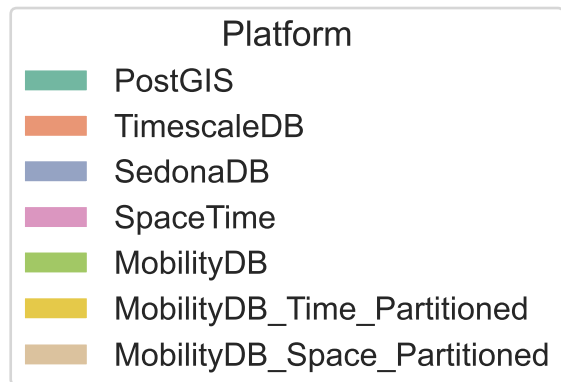 Platform
PostGIS
TimescaleDB
SedonaDB
SpaceTime
MobilityDB
MobilityDB_Time_Partitioned
MobilityDB_Space_Partitioned